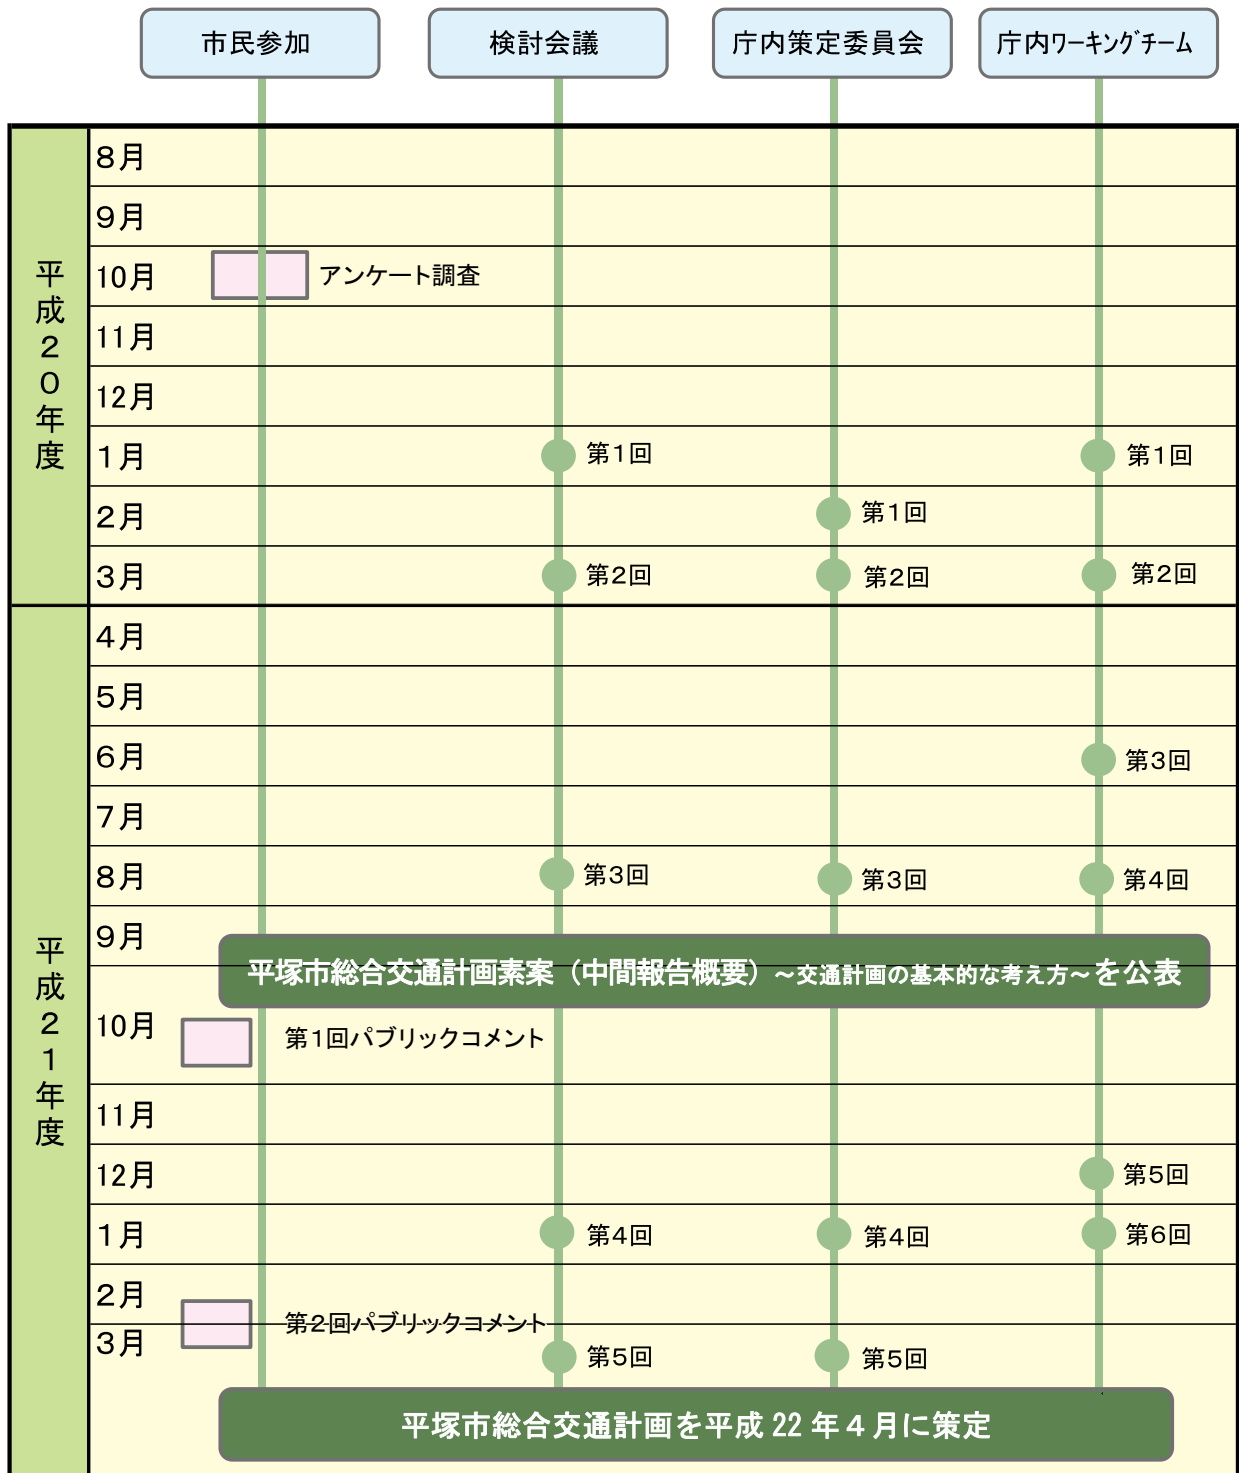 市民参加
検討会議
庁内策定委員会
庁内ﾜｰｷﾝｸﾞﾁｰﾑ
平成20年度
8月
9月
10月 アンケート調査
11月
12月
1月 第1回 第1回
2月 第1回
3月 第2回 第2回 第2回
平成21年度
4月
5月
6月 第3回
7月
8月 第3回 第3回 第4回
9月
平塚市総合交通計画素案（中間報告概要）～交通計画の基本的な考え方～を公表
10月 第1回パブリックコメント
11月
12月 第5回
1月 第4回 第4回 第6回
2月
第2回パブリックコメント
3月 第5回 第5回
平塚市総合交通計画を平成 22 年 4 月に策定